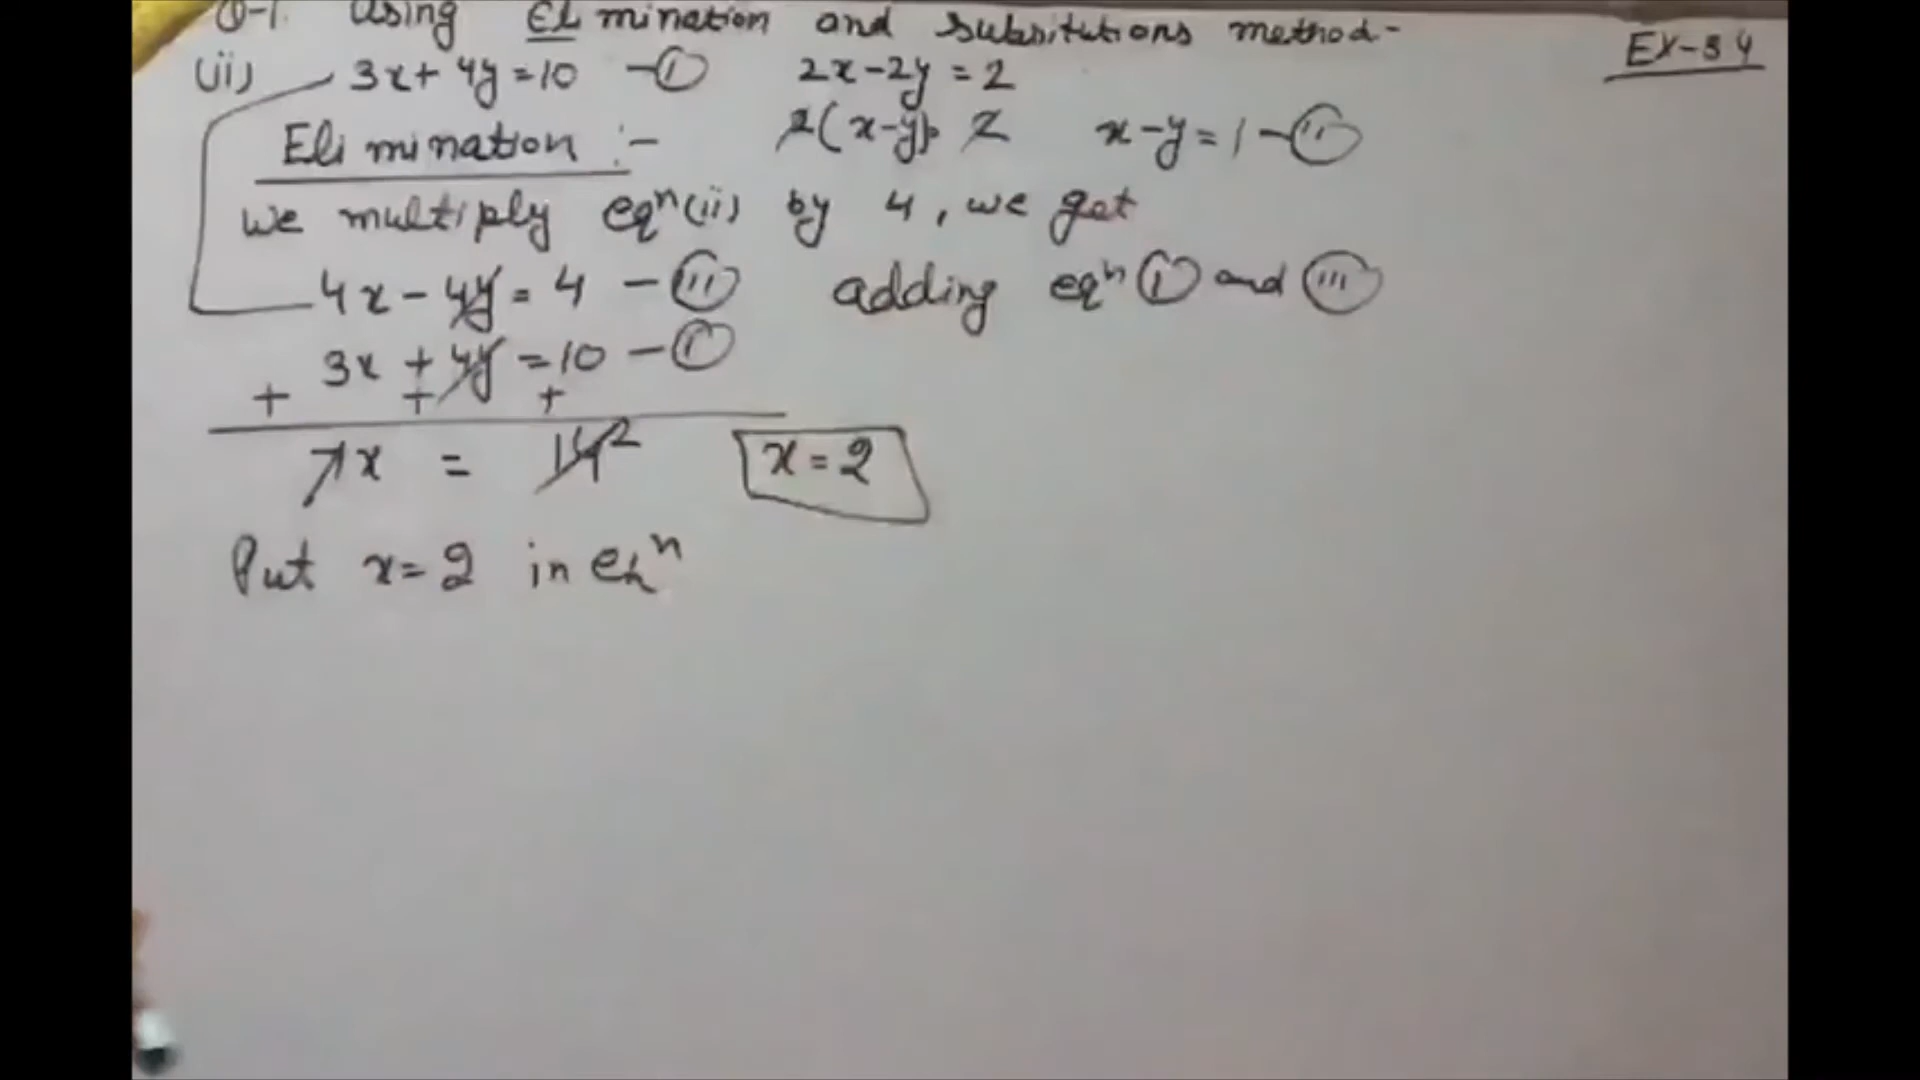 Q-1. Using Elimination and Subsitutions method- EX-3.4
(ii) 3x+4y=10 -(i) 2x-2y=2
Elimination :- 2(x-y)= 2 x-y=1-(ii)
We multiply eqn(ii) by 4, we get
4x-4y=4 -(iii) adding eqn (i) and (iii)
3x+4y=10-(i)
+ + +
7x = 14 2 x=2
Put x=2 in eqn